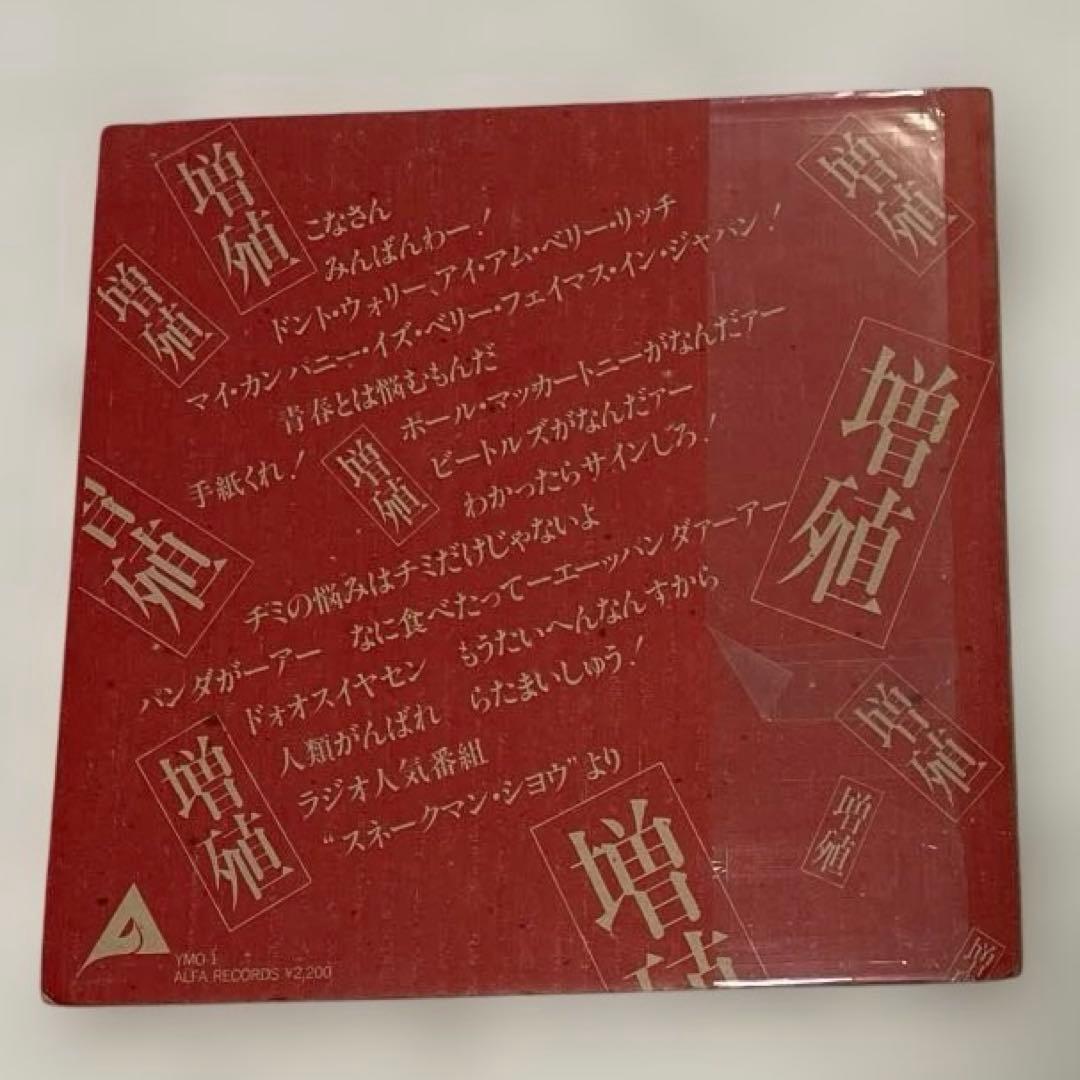 増殖
増殖
増殖
こなさん
みんばんわー!
ドント・ウォリー、アイ・アム・ベリー・リッチ
マイ・カンパニー・イズ・ベリー・フェイマス・イン・ジャパン!
青春とは悩むもんだ
ポール・マッカートニーがなんだァー
手紙くれ!
増殖
ビートルズがなんだァー
わかったらサインしろ!
増殖
殖
チミの悩みはチミだけじゃないよ
なに食べたってーエーッパンダァーアー
パンダがーアー
ドォオスイヤセン もうたいへんなんすから
人類がんばれ らたまいしゅう!
ラジオ人気番組
“スネークマン・ショウ”より
増殖
増殖
増殖
増
増
YMO-1
ALFA RECORDS ¥2,200